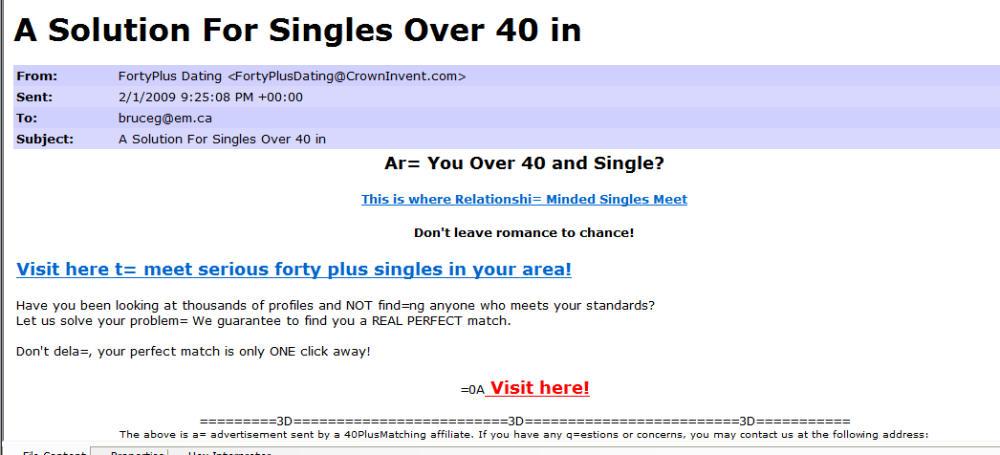 A Solution For Singles Over 40 in
From: FortyPlus Dating <FortyPlusDating@CrownInvent.com>
Sent: 2/1/2009 9:25:08 PM +00:00
To: bruceg@em.ca
Subject: A Solution For Singles Over 40 in
Ar= You Over 40 and Single?
This is where Relationshi= Minded Singles Meet
Don't leave romance to chance!
Visit here t= meet serious forty plus singles in your area!
Have you been looking at thousands of profiles and NOT find=ng anyone who meets your standards?
Let us solve your problem= We guarantee to find you a REAL PERFECT match.
Don't dela=, your perfect match is only ONE click away!
=0A Visit here!
=========3D=========================3D=========================3D===========
The above is a= advertisement sent by a 40PlusMatching affiliate. If you have any q=estions or concerns, you may contact us at the following address:
File Content Properties Hex Interpreter